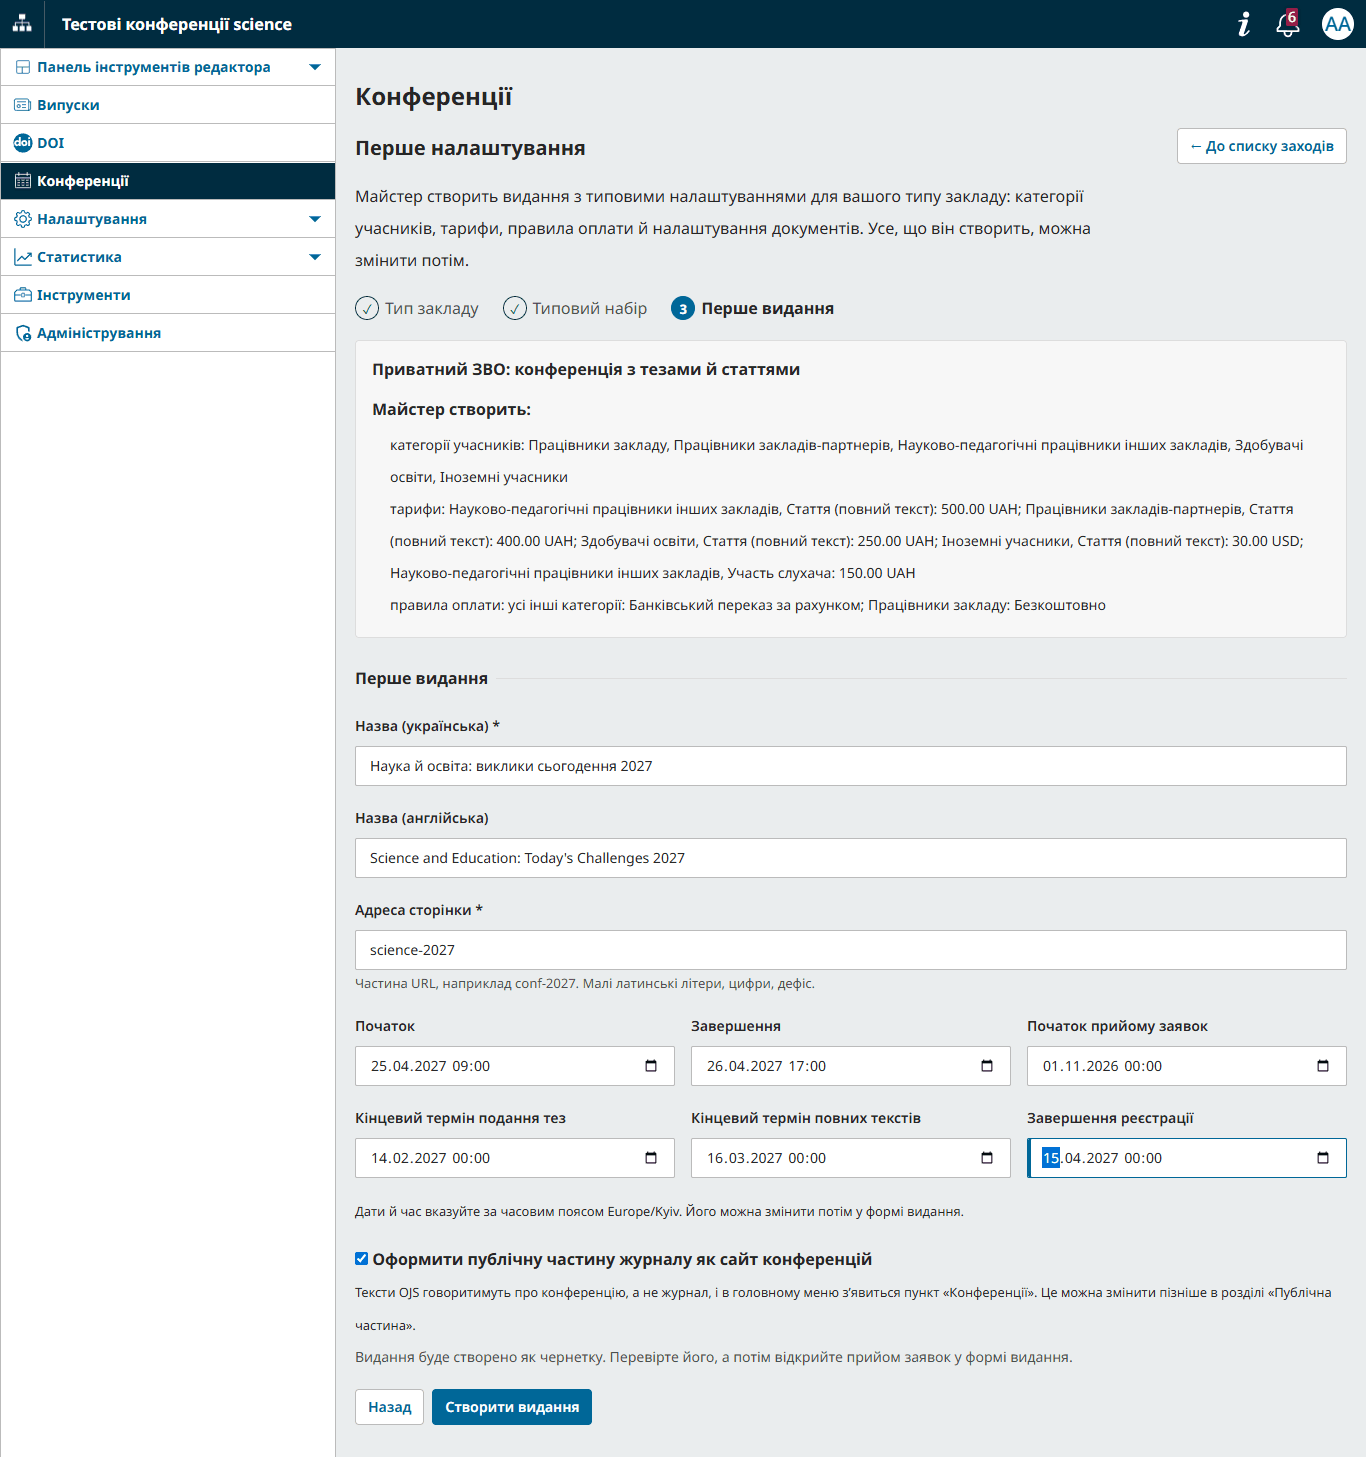 Тестові конференції science
6
AA
Панель інструментів редактора
Випуски
doi DOI
Конференції
Налаштування
Статистика
Інструменти
Адміністрування
Конференції
Перше налаштування
← До списку заходів
Майстер створить видання з типовими налаштуваннями для вашого типу закладу: категорії
учасників, тарифи, правила оплати й налаштування документів. Усе, що він створить, можна
змінити потім.
✓ Тип закладу ✓ Типовий набір 3 Перше видання
Приватний ЗВО: конференція з тезами й статтями
Майстер створить:
категорії учасників: Працівники закладу, Працівники закладів-партнерів, Науково-педагогічні працівники інших закладів, Здобувачі
освіти, Іноземні учасники
тарифи: Науково-педагогічні працівники інших закладів, Стаття (повний текст): 500.00 UAH; Працівники закладів-партнерів, Стаття
(повний текст): 400.00 UAH; Здобувачі освіти, Стаття (повний текст): 250.00 UAH; Іноземні учасники, Стаття (повний текст): 30.00 USD;
Науково-педагогічні працівники інших закладів, Участь слухача: 150.00 UAH
правила оплати: усі інші категорії: Банківський переказ за рахунком; Працівники закладу: Безкоштовно
Перше видання
Назва (українська) *
Наука й освіта: виклики сьогодення 2027
Назва (англійська)
Science and Education: Today's Challenges 2027
Адреса сторінки *
science-2027
Частина URL, наприклад conf-2027. Малі латинські літери, цифри, дефіс.
Початок Завершення Початок прийому заявок
25.04.2027 09:00 26.04.2027 17:00 01.11.2026 00:00
Кінцевий термін подання тез Кінцевий термін повних текстів Завершення реєстрації
14.02.2027 00:00 16.03.2027 00:00 15.04.2027 00:00
Дати й час вказуйте за часовим поясом Europe/Kyiv. Його можна змінити потім у формі видання.
Оформити публічну частину журналу як сайт конференцій
Тексти OJS говоритимуть про конференцію, а не журнал, і в головному меню з’явиться пункт «Конференції». Це можна змінити пізніше в розділі «Публічна
частина».
Видання буде створено як чернетку. Перевірте його, а потім відкрийте прийом заявок у формі видання.
Назад Створити видання